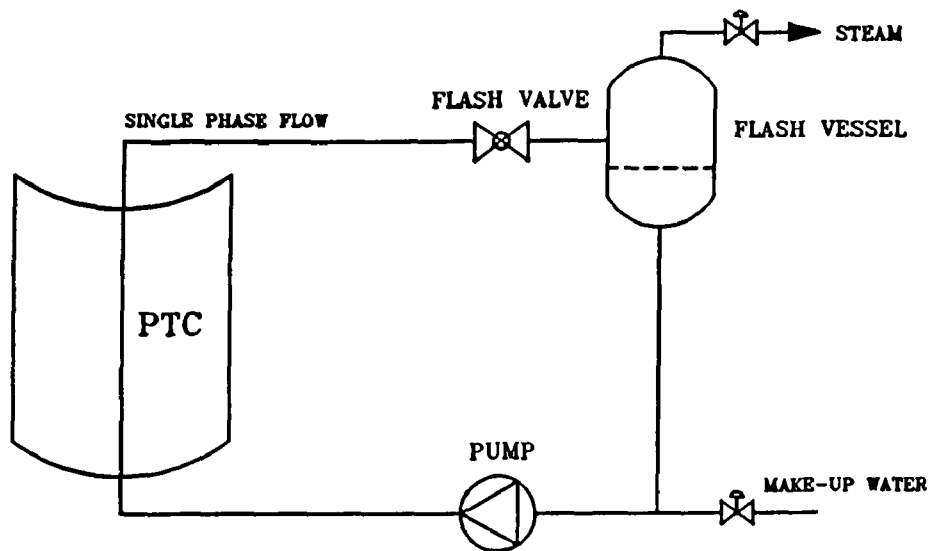 STEAM
FLASH VALVE
SINGLE PHASE FLOW
FLASH VESSEL
PTC
PUMP
MAKE-UP WATER